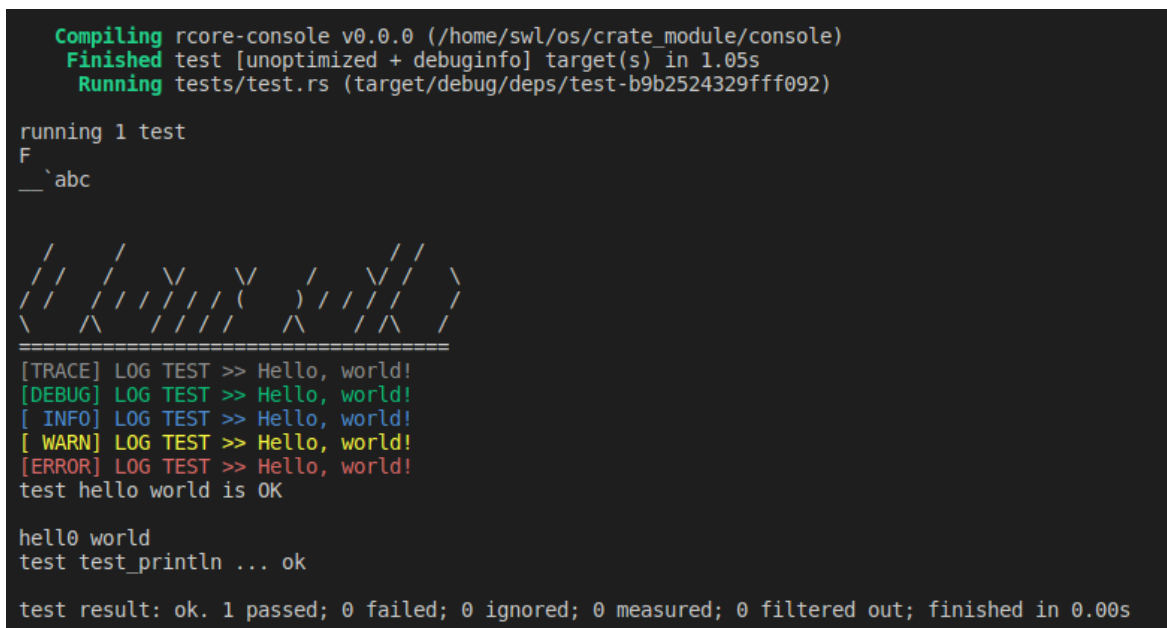 Compiling rcore-console v0.0.0 (/home/swl/os/crate_module/console)
Finished test [unoptimized + debuginfo] target(s) in 1.05s
Running tests/test.rs (target/debug/deps/test-b9b2524329fff092)
running 1 test
F
__`abc
/ / / /
/ / / \/ \/ / \/ / \
/ / / / / / / / ( ) / / / / /
\ /\ / / / / /\ / /\ /
====================================
[TRACE] LOG TEST >> Hello, world!
[DEBUG] LOG TEST >> Hello, world!
[ INFO] LOG TEST >> Hello, world!
[ WARN] LOG TEST >> Hello, world!
[ERROR] LOG TEST >> Hello, world!
test hello world is OK
hell0 world
test test_println ... ok
test result: ok. 1 passed; 0 failed; 0 ignored; 0 measured; 0 filtered out; finished in 0.00s